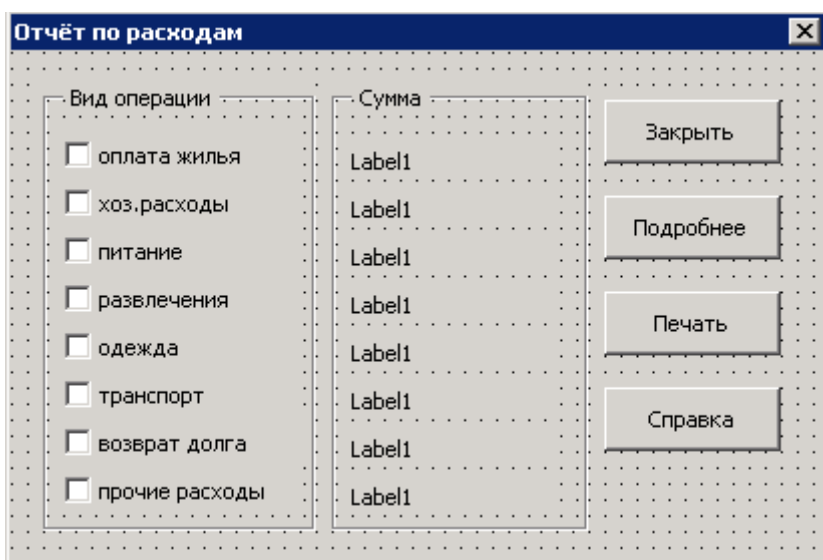 Отчёт по расходам
Вид операции
оплата жилья
хоз.расходы
питание
развлечения
одежда
транспорт
возврат долга
прочие расходы
Сумма
Label1
Label1
Label1
Label1
Label1
Label1
Label1
Label1
Закрыть
Подробнее
Печать
Справка